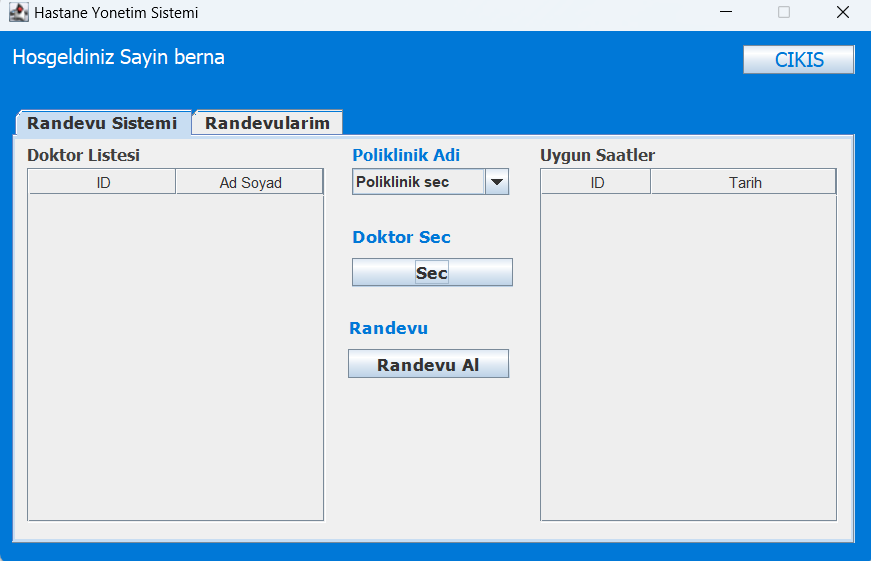 Hastane Yonetim Sistemi
Hosgeldiniz Sayin berna
CIKIS
Randevu Sistemi
Randevularim
Doktor Listesi
ID
Ad Soyad
Poliklinik Adi
Poliklinik sec
Doktor Sec
Sec
Randevu
Randevu Al
Uygun Saatler
ID
Tarih